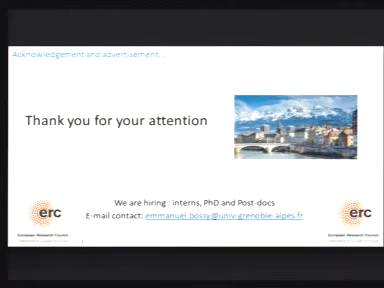 Acknowledgement and advertisement...
Thank you for your attention
We are hiring : interns, PhD and Post-docs
E-mail contact: emmanuel.bossy@univ-grenoble-alpes.fr
erc
European Research Council
erc
European Research Council